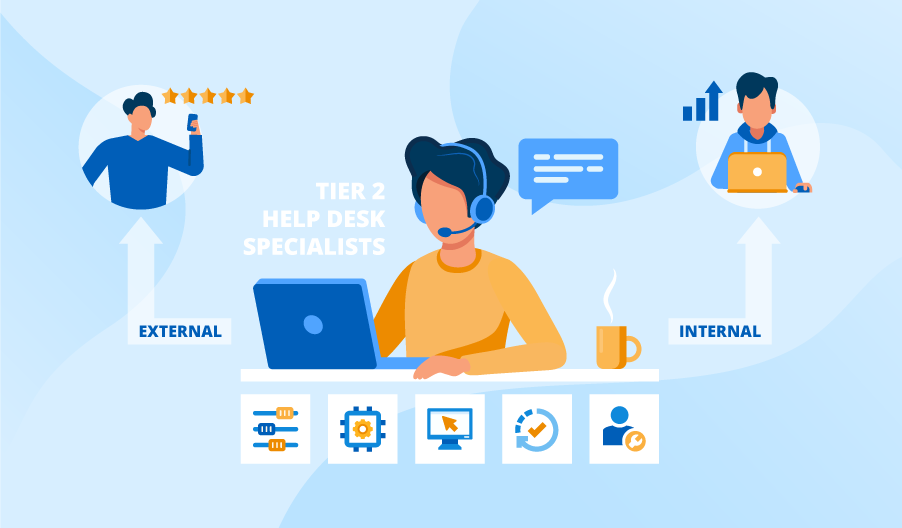 TIER 2
HELP DESK
SPECIALISTS
EXTERNAL
INTERNAL